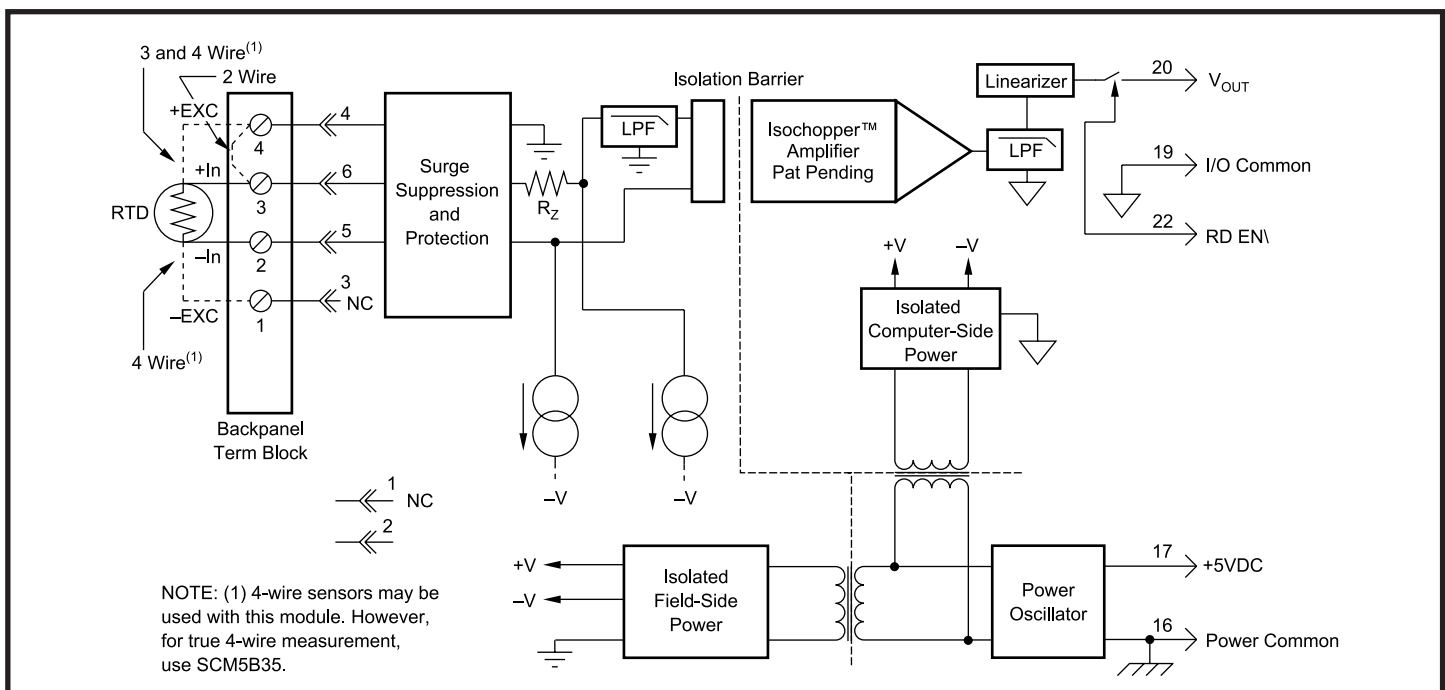 3 and 4 Wire(1)
2 Wire
+EXC
4
4
+In
6
3
RTD
5
–In
2
3
NC
–EXC
1
4 Wire(1)
Backpanel
Term Block
Surge
Suppression
and
Protection
RZ
LPF
Isolation Barrier
Isochopper™
Amplifier
Pat Pending
Linearizer
LPF
20
VOUT
19
I/O Common
22
RD EN\
+V
–V
Isolated
Computer-Side
Power
–V
–V
1
NC
2
NOTE: (1) 4-wire sensors may be
used with this module. However,
for true 4-wire measurement,
use SCM5B35.
+V
–V
Isolated
Field-Side
Power
Power
Oscillator
17
+5VDC
16
Power Common